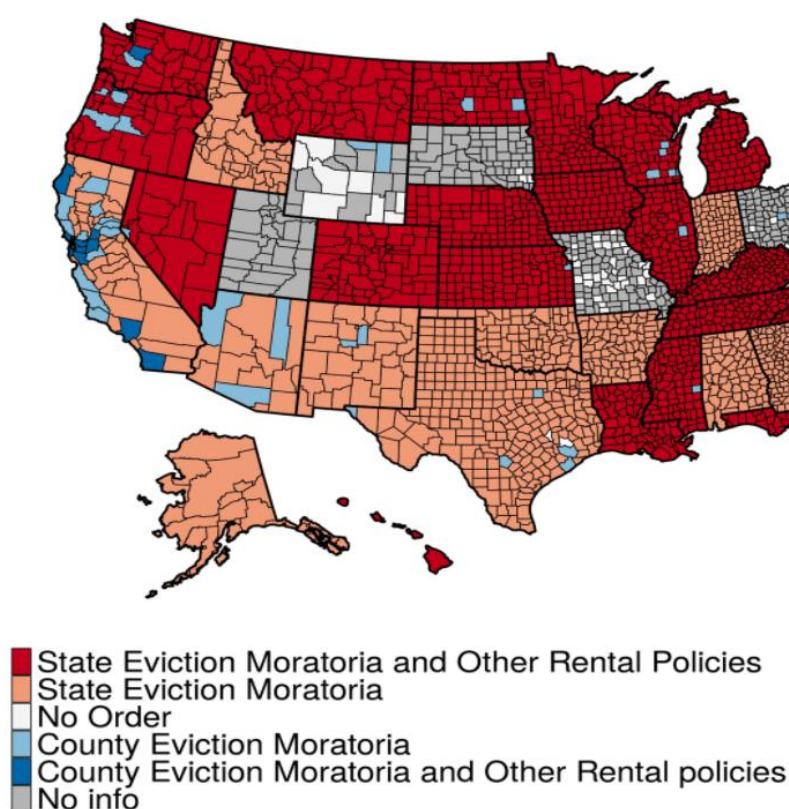 State Eviction Moratoria and Other Rental Policies
State Eviction Moratoria
No Order
County Eviction Moratoria
County Eviction Moratoria and Other Rental policies
No info